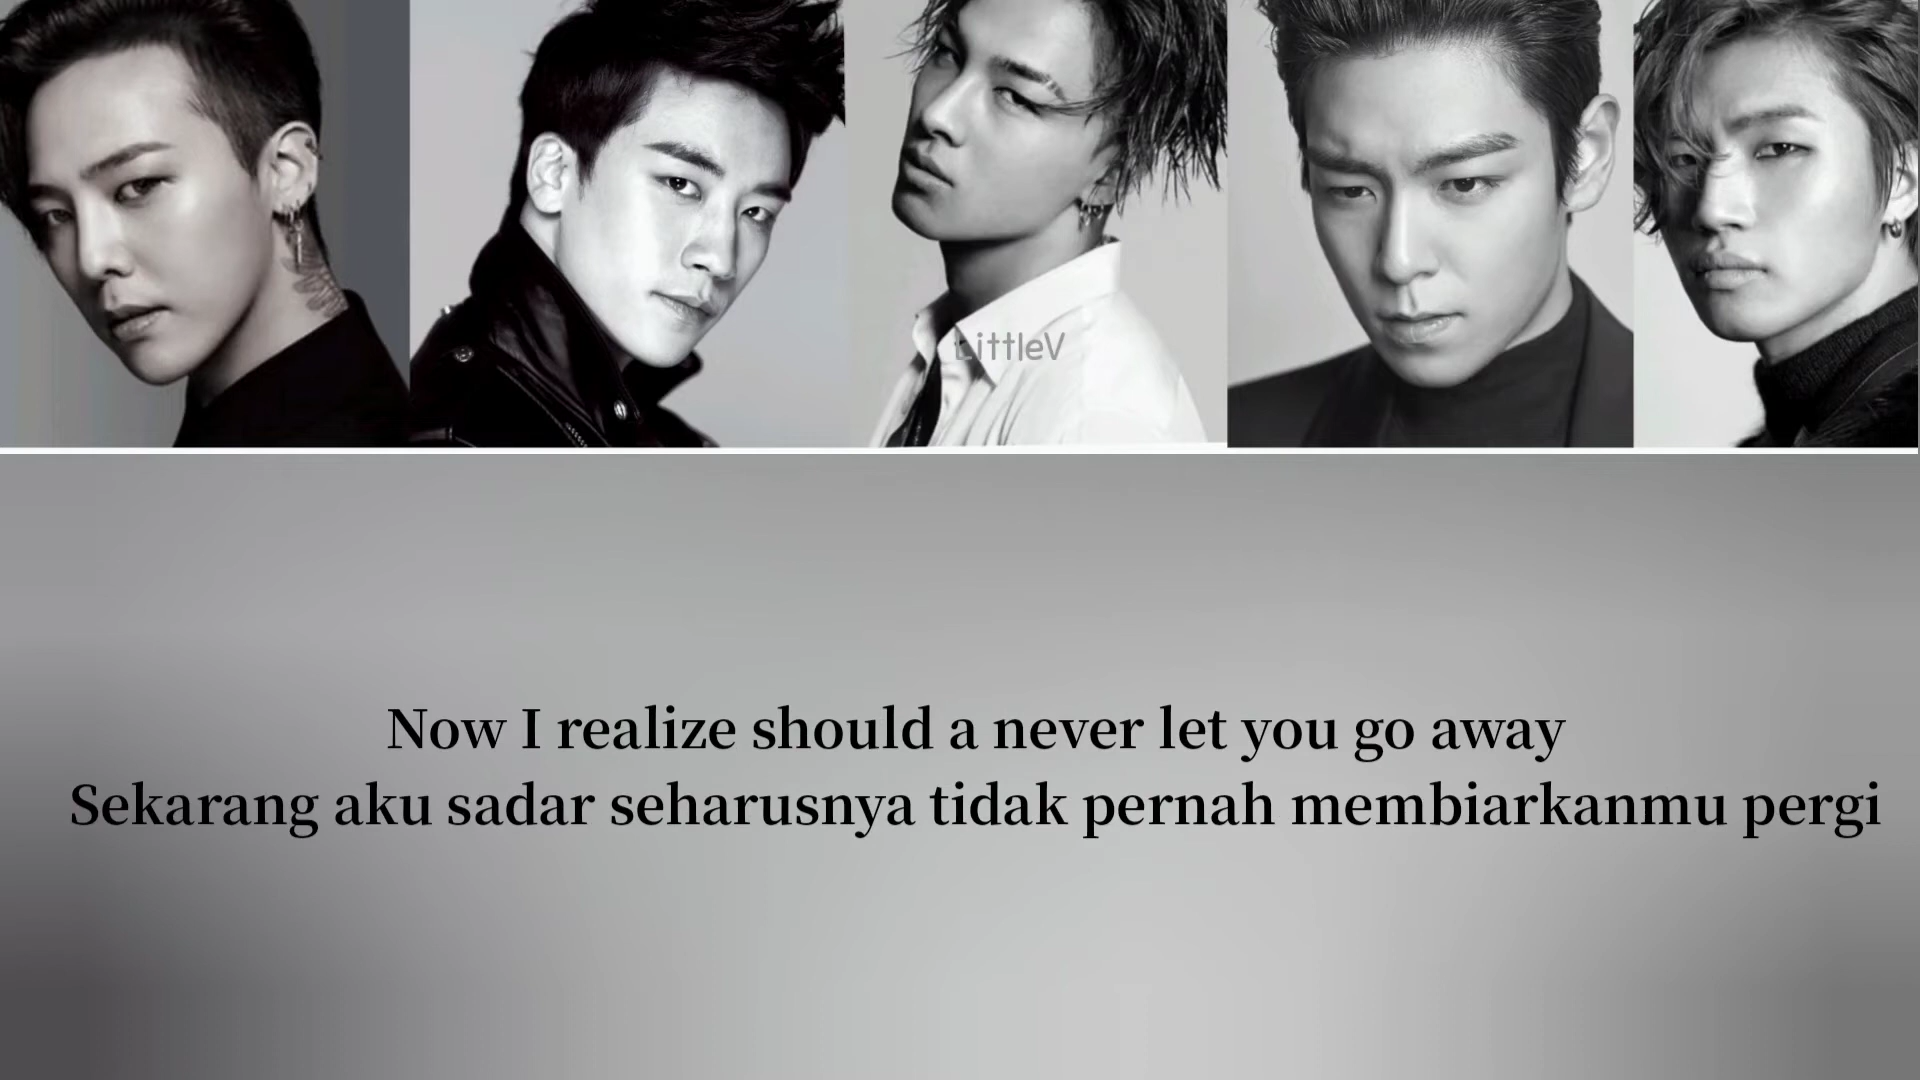 LittleV
Now I realize should a never let you go away
Sekarang aku sadar seharusnya tidak pernah membiarkanmu pergi